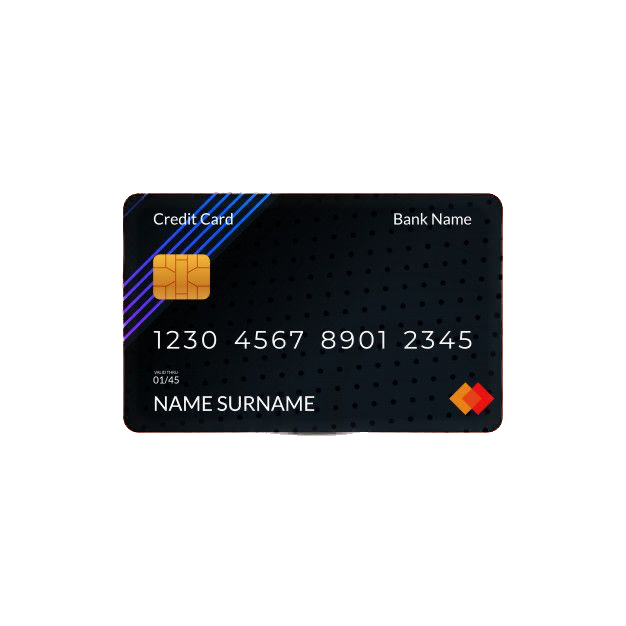 Credit Card Bank Name
1230 4567 8901 2345
VALID THRU
01/45
NAME SURNAME